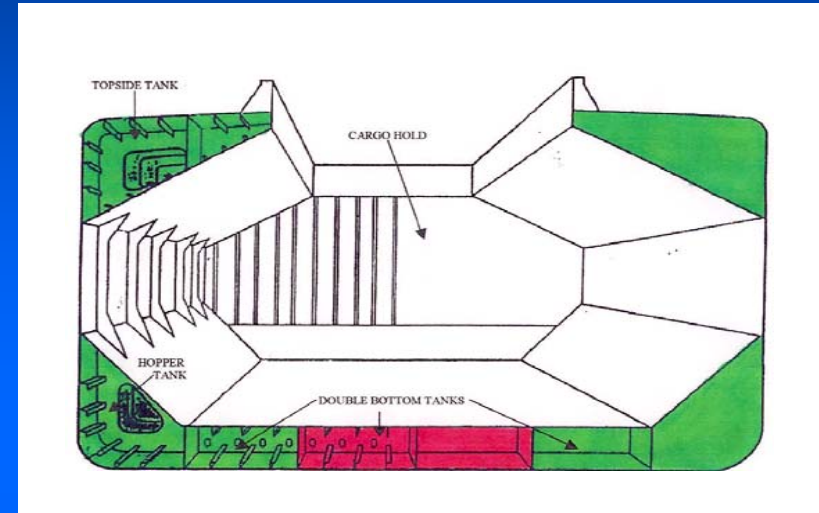 TOPSIDE TANK
CARGO HOLD
HOPPER
TANK
DOUBLE BOTTOM TANKS